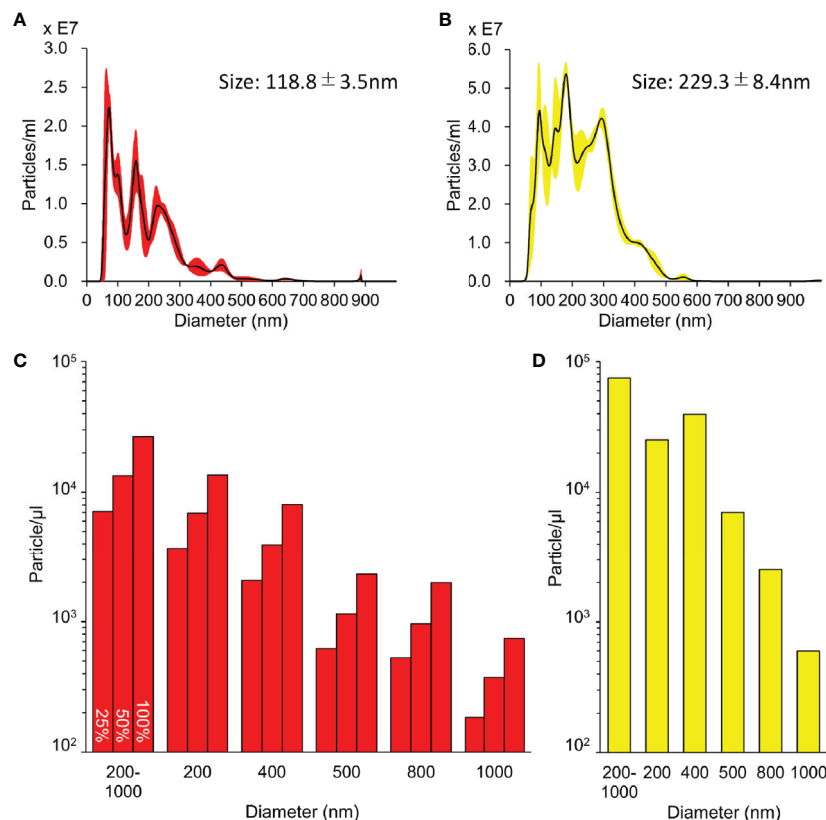 A
x E7
3.0
2.5
2.0
1.5
1.0
0.5
0.0
Particles/ml
Size: 118.8 ± 3.5nm
0 100 200 300 400 500 600 700 800 900
Diameter (nm)
B
x E7
6.0
5.0
4.0
3.0
2.0
1.0
0.0
Particles/ml
Size: 229.3 ± 8.4nm
0 100 200 300 400 500 600 700 800 900
Diameter (nm)
C
10⁵
10⁴
10³
10²
Particle/µl
25% 50% 100%
200-1000 200 400 500 800 1000
Diameter (nm)
D
10⁵
10⁴
10³
10²
Particle/µl
200-1000 200 400 500 800 1000
Diameter (nm)